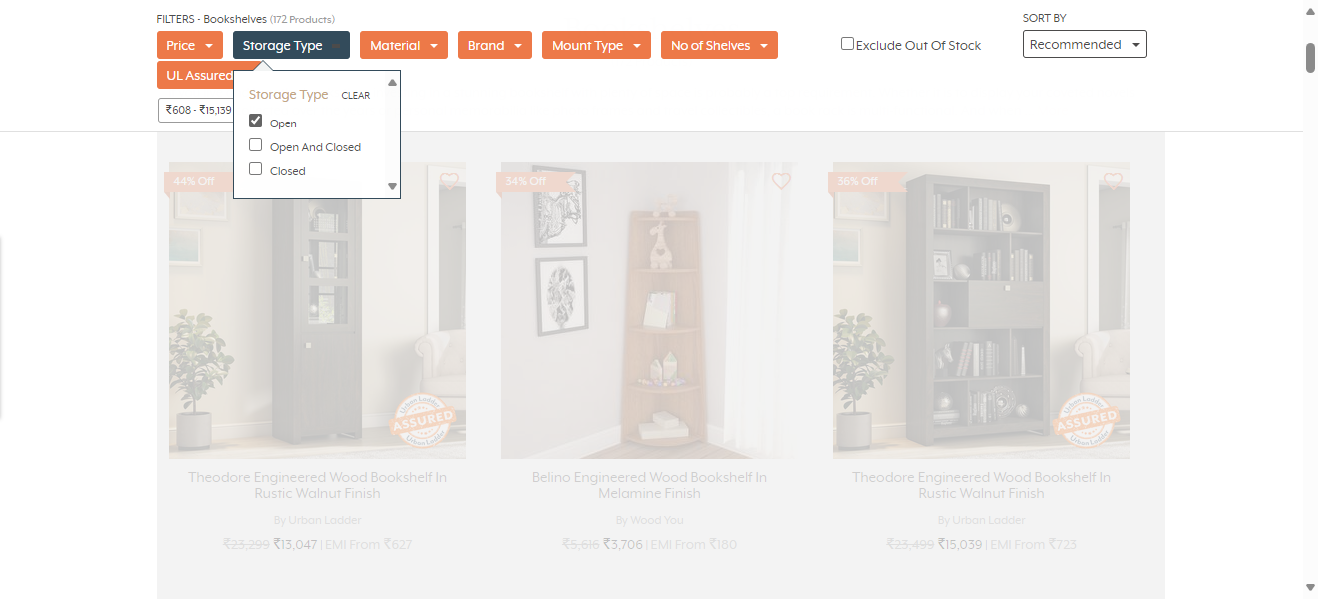 FILTERS - Bookshelves (172 Products)
SORT BY
Price
Storage Type
Material
Brand
Mount Type
No of Shelves
Exclude Out Of Stock
Recommended
UL Assured
₹608 - ₹15,139
Storage Type CLEAR
Open
Open And Closed
Closed
44% Off
34% Off
36% Off
Urban Ladder
ASSURED
Urban Ladder
Urban Ladder
ASSURED
Urban Ladder
Theodore Engineered Wood Bookshelf In
Rustic Walnut Finish
By Urban Ladder
₹23,299 ₹13,047 | EMI From ₹627
Belino Engineered Wood Bookshelf In
Melamine Finish
By Wood You
₹5,616 ₹3,706 | EMI From ₹180
Theodore Engineered Wood Bookshelf In
Rustic Walnut Finish
By Urban Ladder
₹23,499 ₹15,039 | EMI From ₹723